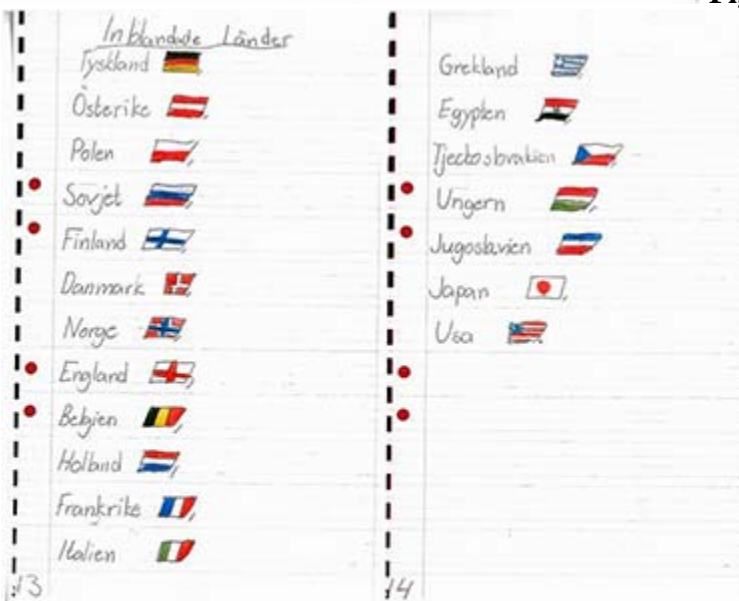 Inblandade Länder
Tyskland
Österike
Polen
Sovjet
Finland
Danmark
Norge
England
Belgien
Holland
Frankrike
Italien
13
Grekland
Egypten
Tjeckoslovakien
Ungern
Jugoslavien
Japan
Usa
14